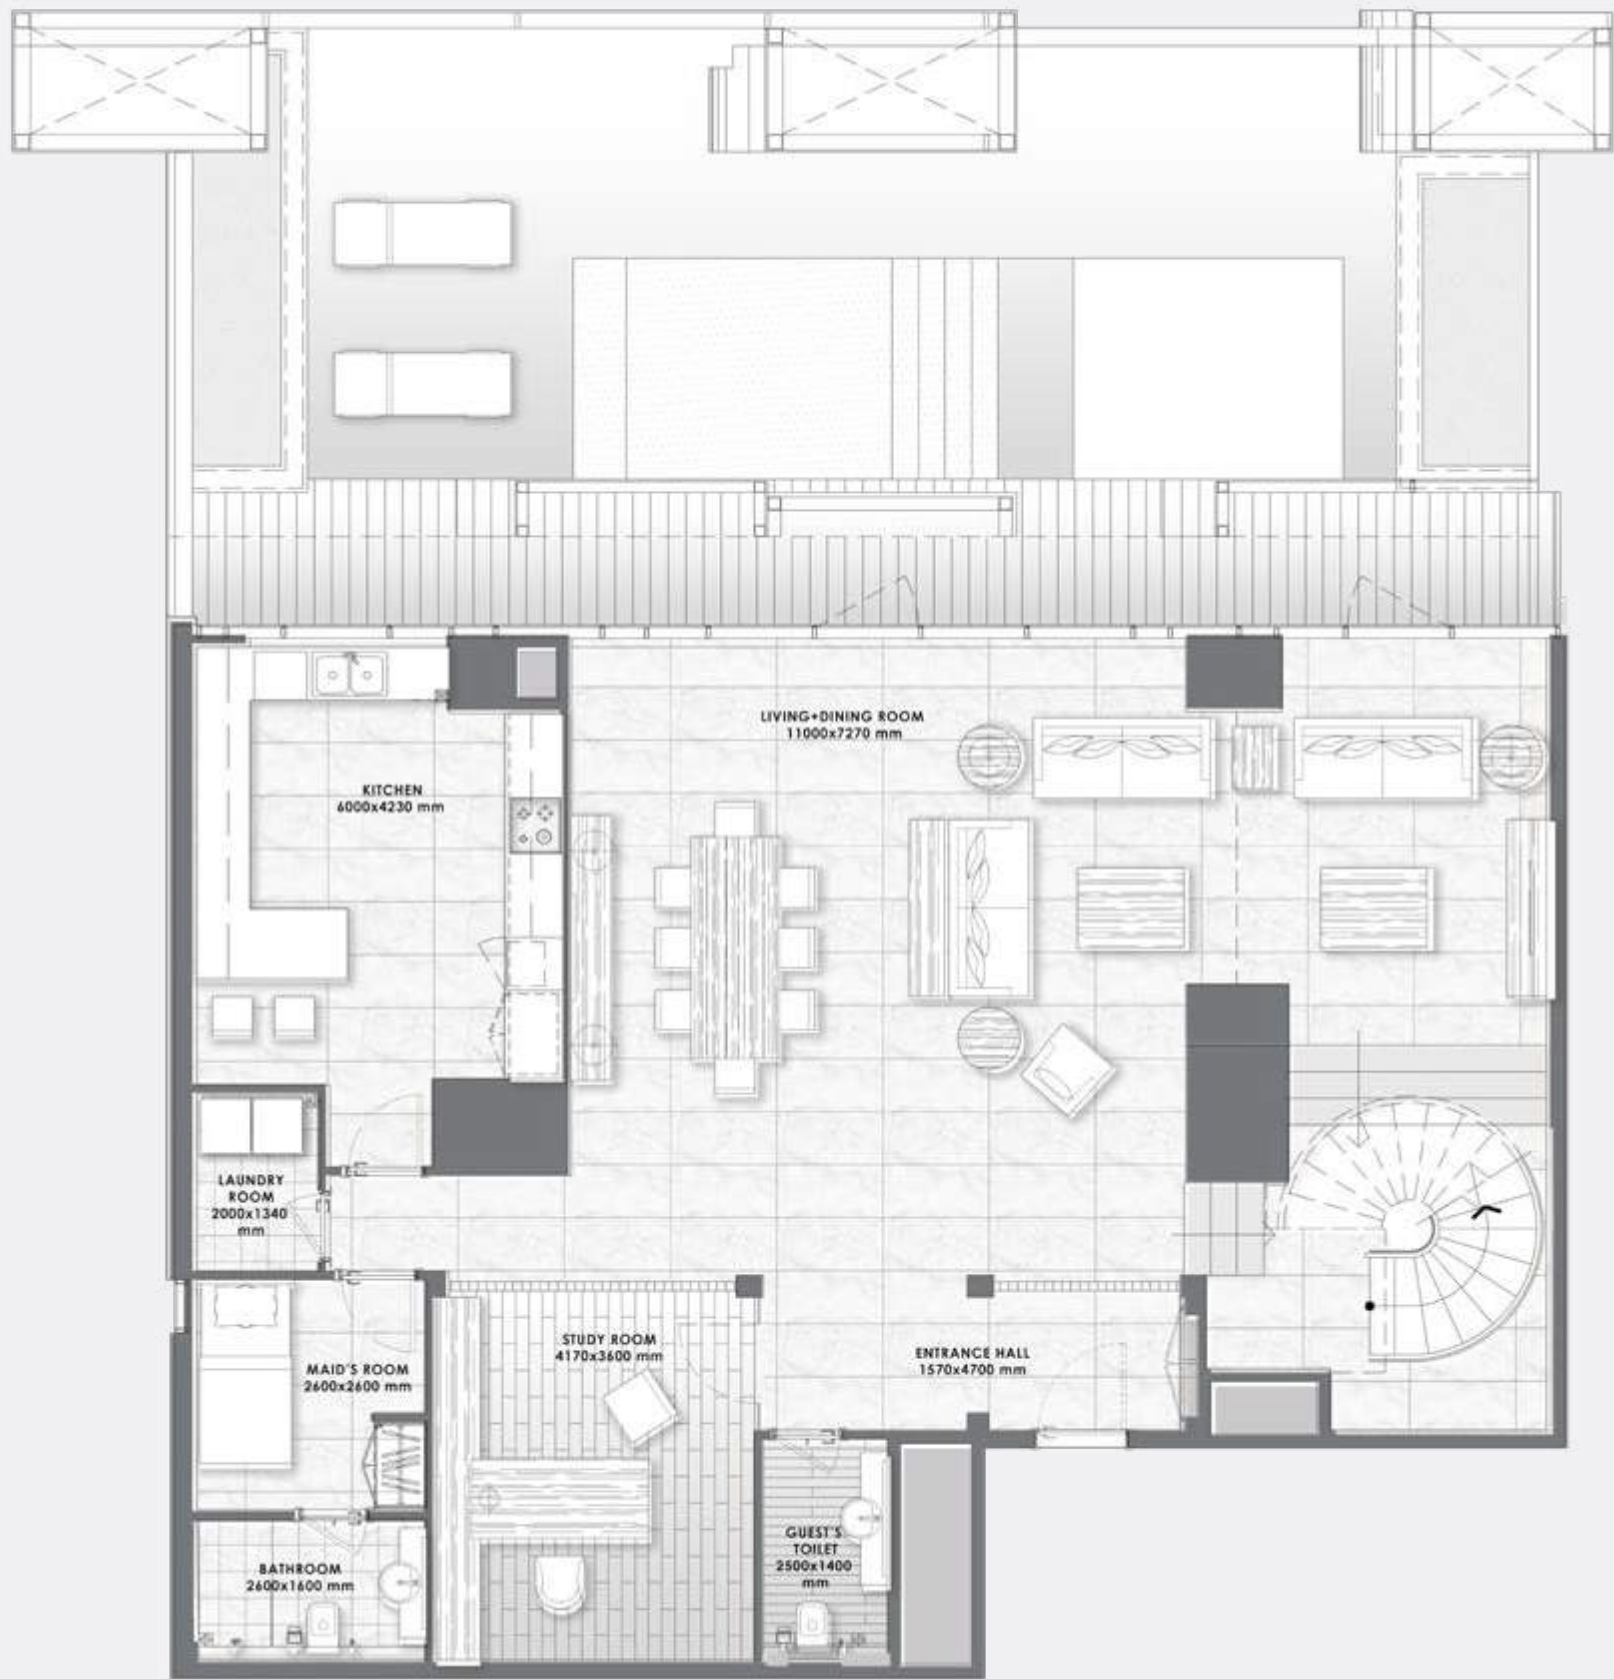 LIVING+DINING ROOM
11000x7270 mm
KITCHEN
6000x4230 mm
LAUNDRY
ROOM
2000x1340
mm
STUDY ROOM
4170x3600 mm
ENTRANCE HALL
1570x4700 mm
MAID'S ROOM
2600x2600 mm
GUEST'S
TOILET
2500x1400
mm
BATHROOM
2600x1600 mm